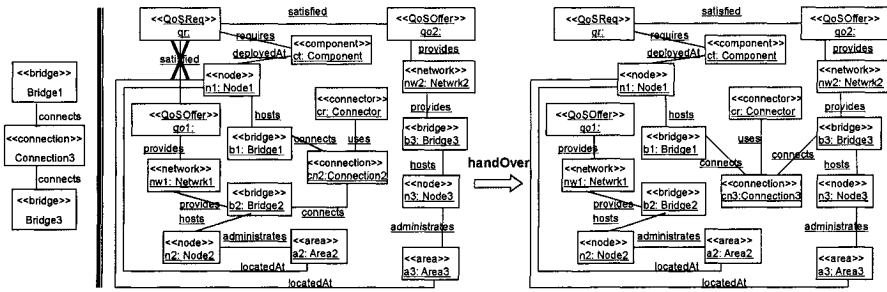 <<bridge>>
Bridge1
connects
<<connection>>
Connection3
connects
<<bridge>>
Bridge3
<<QoSReq>>
qr:
satisfied
<<QoSOffer>>
qo2:
requires
<<component>>
ct: Component
deployedAt
satisfied
provides
<<node>>
n1: Node1
<<network>>
nw2: Netwrk2
<<QoSOffer>>
qo1:
hosts
<<connector>>
cr: Connector
provides
<<bridge>>
b1: Bridge1
connects
uses
<<bridge>>
b3: Bridge3
provides
<<network>>
nw1: Netwrk1
<<connection>>
cn2:Connection2
hosts
<<bridge>>
b2: Bridge2
provides
hosts
connects
<<node>>
n3: Node3
<<node>>
n2: Node2
administrates
<<area>>
a2: Area2
administrates
<<area>>
a3: Area3
locatedAt
locatedAt
handOver
<<QoSReq>>
qr:
satisfied
<<QoSOffer>>
qo2:
requires
<<component>>
ct: Component
deployedAt
provides
<<node>>
n1: Node1
<<network>>
nw2: Netwrk2
<<QoSOffer>>
qo1:
hosts
<<connector>>
cr: Connector
provides
<<bridge>>
b1: Bridge1
uses
<<bridge>>
b3: Bridge3
provides
<<network>>
nw1: Netwrk1
connects
connects
hosts
<<bridge>>
b2: Bridge2
<<connection>>
cn3:Connection3
provides
hosts
<<node>>
n3: Node3
<<node>>
n2: Node2
administrates
<<area>>
a2: Area2
administrates
<<area>>
a3: Area3
locatedAt
locatedAt